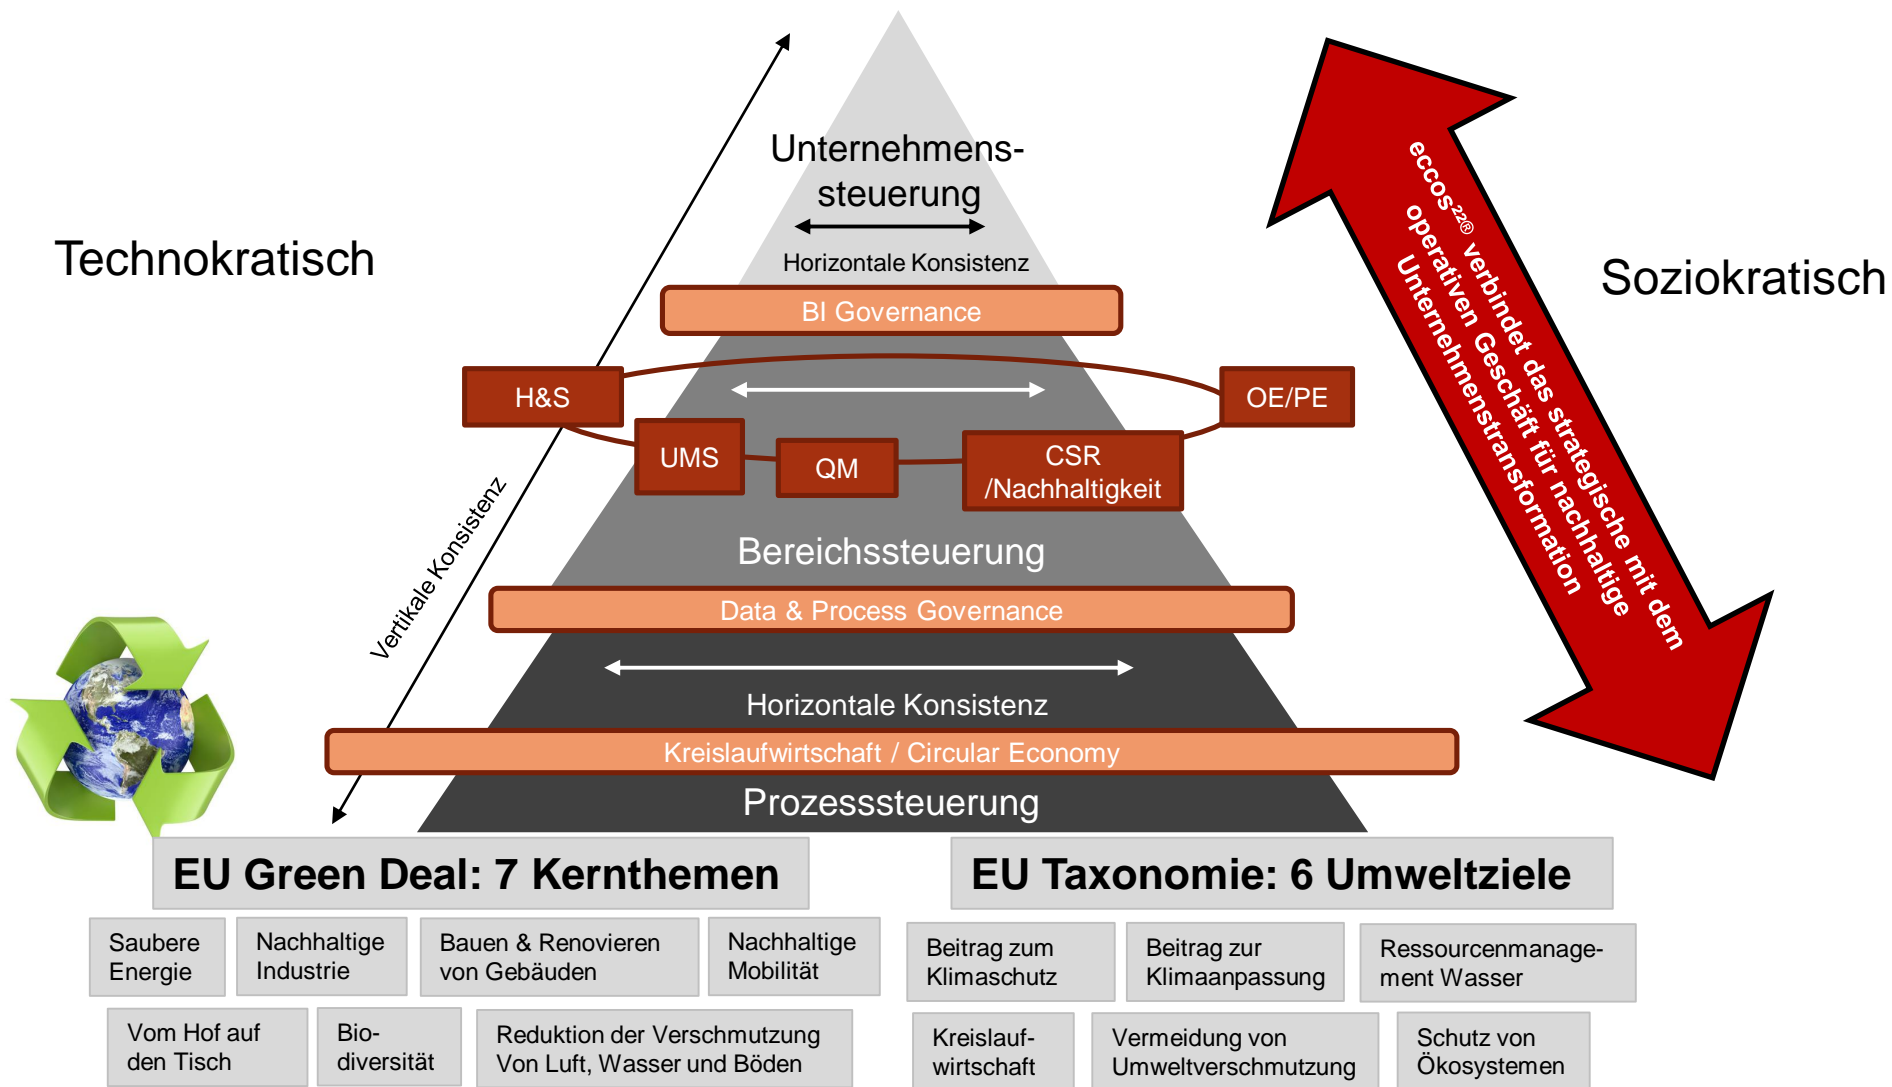 Unternehmens-
steuerung
Technokratisch
Soziokratisch
Horizontale Konsistenz
BI Governance
H&S
OE/PE
UMS
QM
CSR
/Nachhaltigkeit
Vertikale Konsistenz
eccos²²® verbindet das strategische mit dem
operativen Geschäft für nachhaltige
Unternehmenstransformation
Bereichssteuerung
Data & Process Governance
Horizontale Konsistenz
Kreislaufwirtschaft / Circular Economy
Prozesssteuerung
EU Green Deal: 7 Kernthemen
Saubere
Energie
Nachhaltige
Industrie
Bauen & Renovieren
von Gebäuden
Nachhaltige
Mobilität
Vom Hof auf
den Tisch
Bio-
diversität
Reduktion der Verschmutzung
Von Luft, Wasser und Böden
EU Taxonomie: 6 Umweltziele
Beitrag zum
Klimaschutz
Beitrag zur
Klimaanpassung
Ressourcenmanage-
ment Wasser
Kreislauf-
wirtschaft
Vermeidung von
Umweltverschmutzung
Schutz von
Ökosystemen